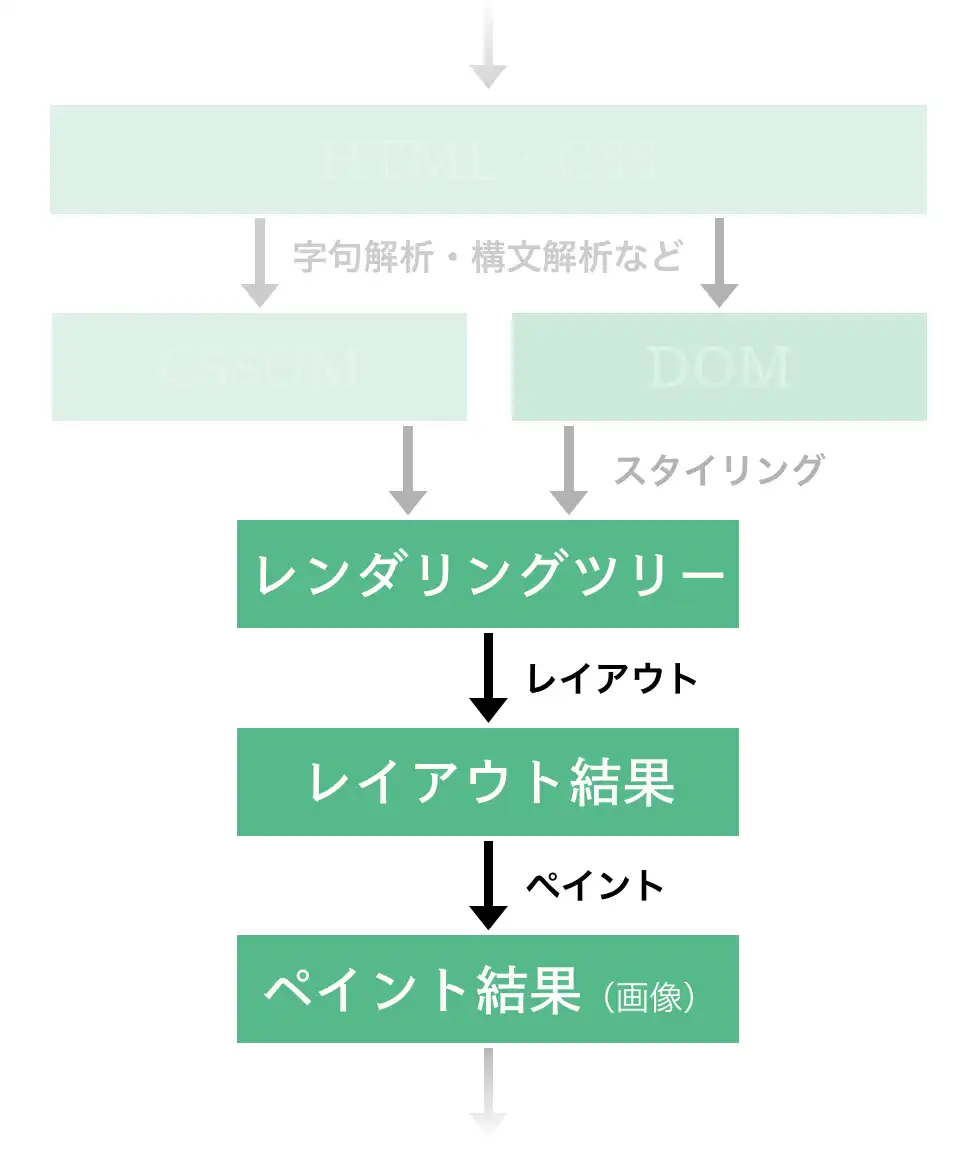 HTML・CSS
字句解析・構文解析など
CSSOM
DOM
スタイリング
レンダリングツリー
レイアウト
レイアウト結果
ペイント
ペイント結果（画像）